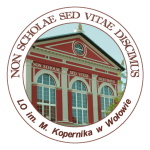 NON SCHOLAE SED VITAE DISCIMUS
LO im. M. Kopernika w Wołowie